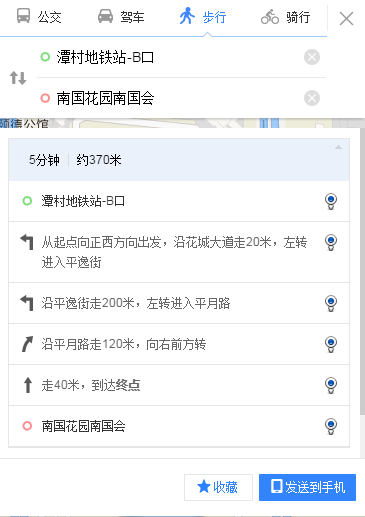 公交 驾车 步行 骑行
潭村地铁站-B口
南国花园南国会
颐德公馆
5分钟 约370米
潭村地铁站-B口
从起点向正西方向出发，沿花城大道走20米，左转
进入平逸街
沿平逸街走200米，左转进入平月路
沿平月路走120米，向右前方转
走40米，到达终点
南国花园南国会
收藏 发送到手机